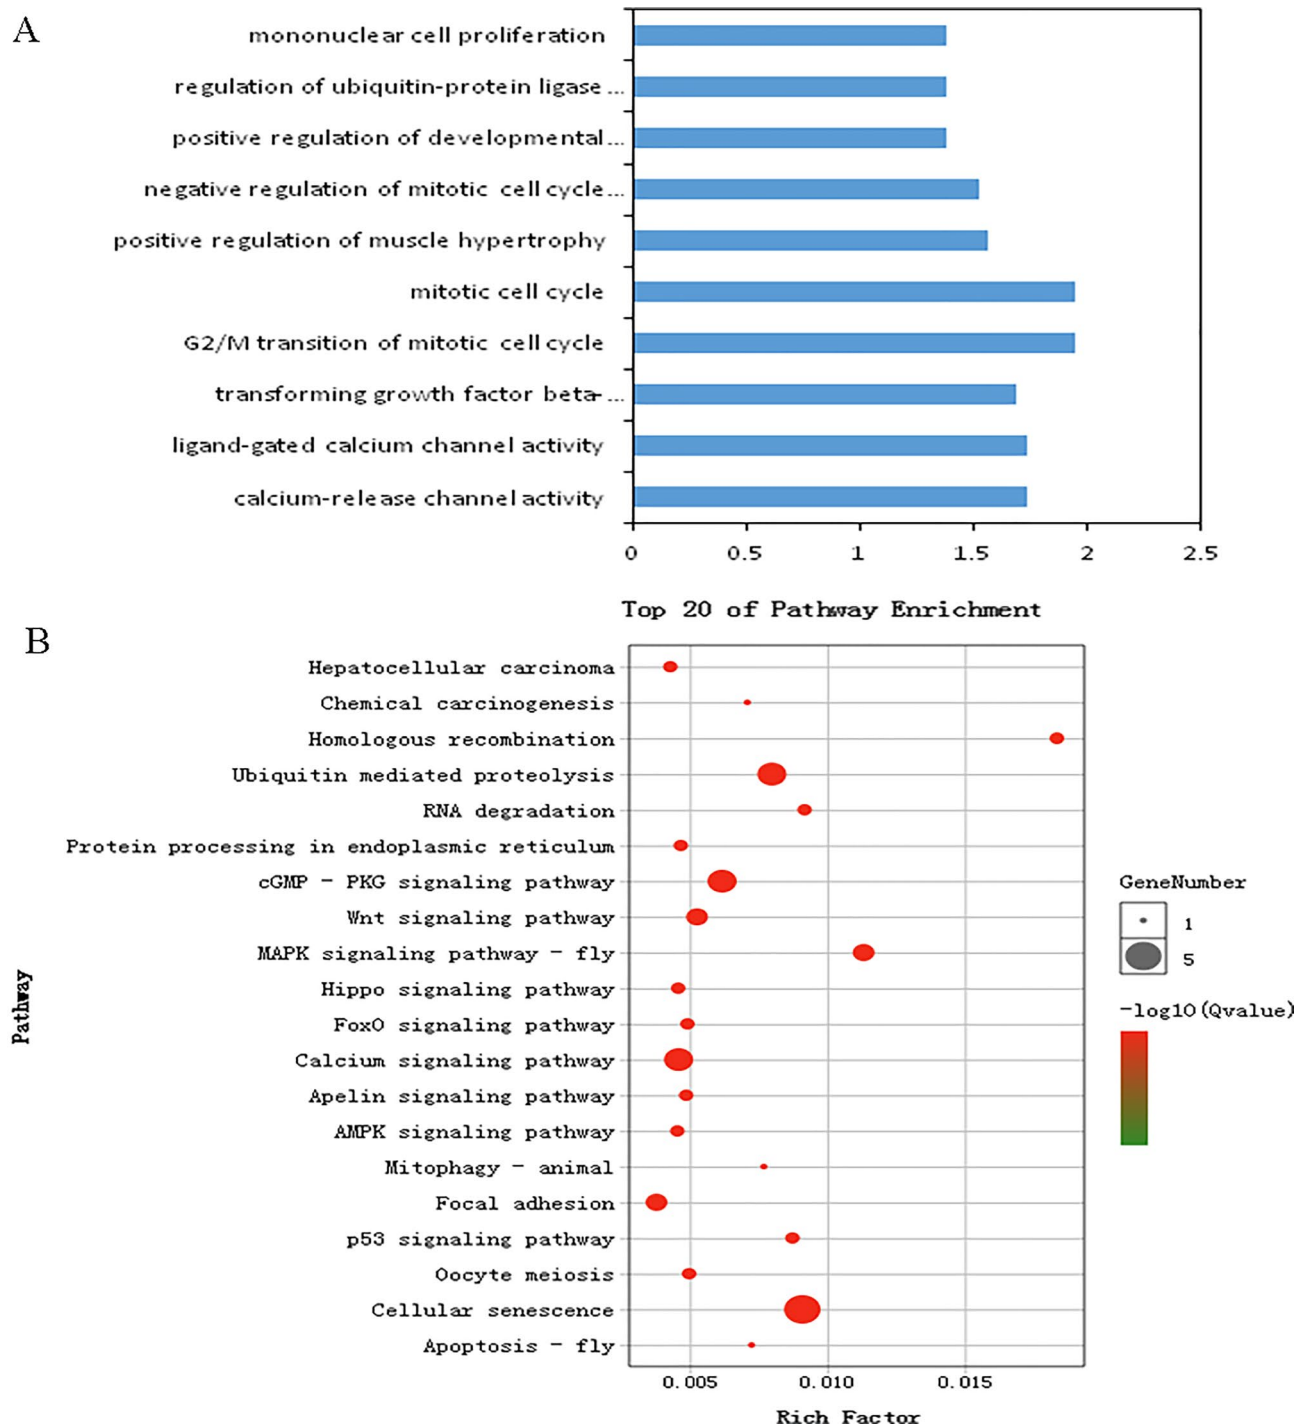 A
mononuclear cell proliferation
regulation of ubiquitin-protein ligase ...
positive regulation of developmental ...
negative regulation of mitotic cell cycle ...
positive regulation of muscle hypertrophy
mitotic cell cycle
G2/M transition of mitotic cell cycle
transforming growth factor beta- ...
ligand-gated calcium channel activity
calcium-release channel activity
0 0.5 1 1.5 2 2.5
Top 20 of Pathway Enrichment
B
Hepatocellular carcinoma
Chemical carcinogenesis
Homologous recombination
Ubiquitin mediated proteolysis
RNA degradation
Protein processing in endoplasmic reticulum
cGMP - PKG signaling pathway
Wnt signaling pathway
MAPK signaling pathway - fly
Hippo signaling pathway
FoxO signaling pathway
Calcium signaling pathway
Apelin signaling pathway
AMPK signaling pathway
Mitophagy - animal
Focal adhesion
p53 signaling pathway
Oocyte meiosis
Cellular senescence
Apoptosis - fly
Pathway
0.005 0.010 0.015
Rich Factor
GeneNumber
1
5
-log10(Qvalue)